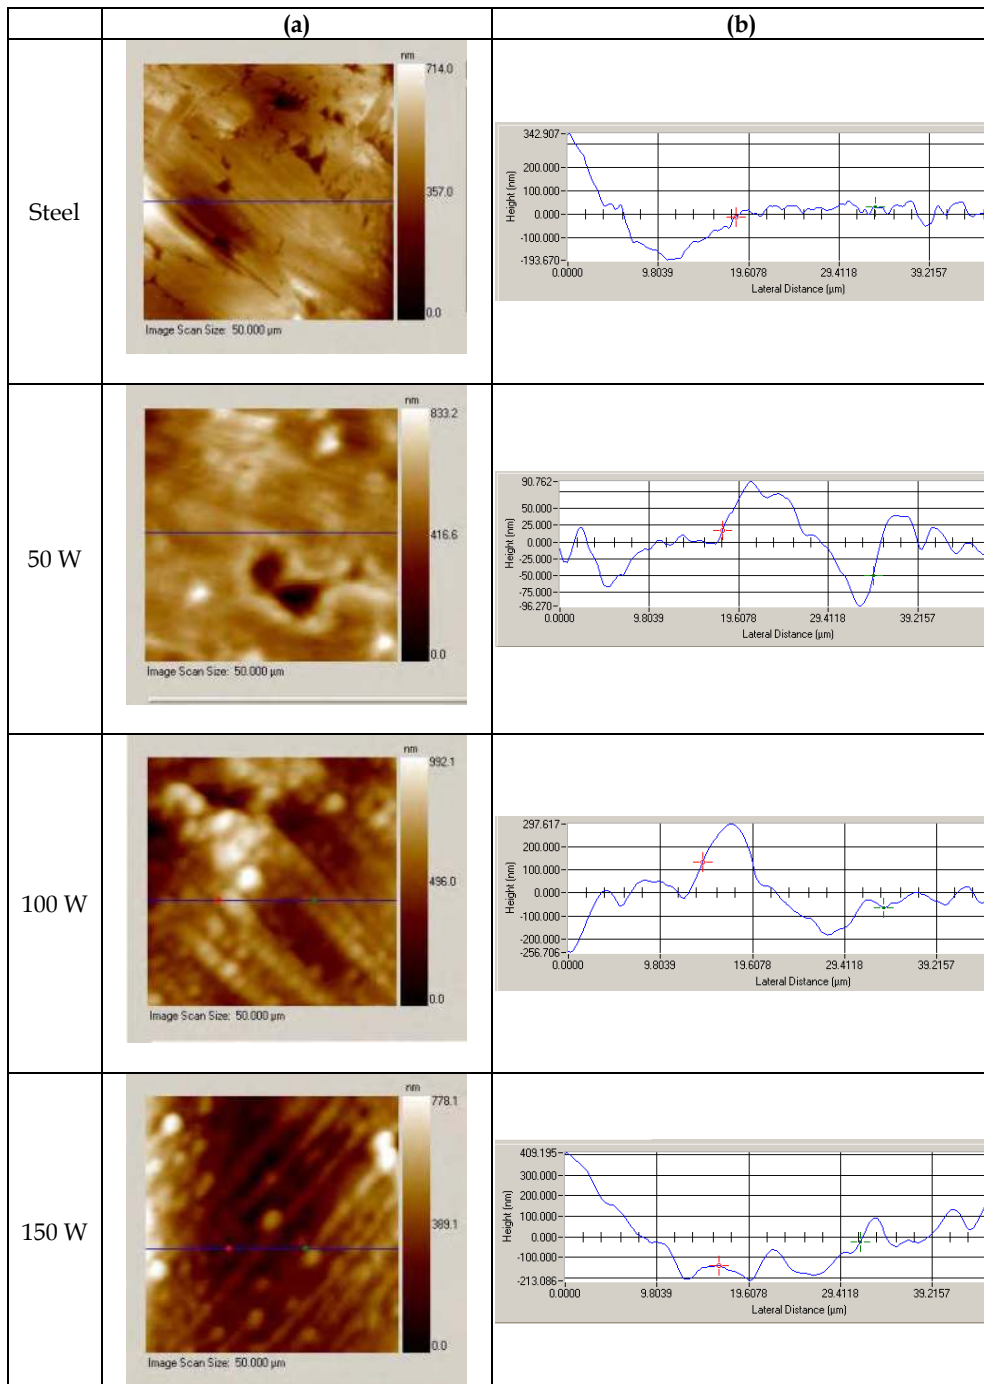 (a) (b)
Steel
nm
714.0
357.0
0.0
Image Scan Size: 50.000 µm
Height (nm)
342.907
200.000
100.000
0.000
-100.000
-193.670
0.0000 9.8039 19.6078 29.4118 39.2157
Lateral Distance (µm)
50 W
nm
833.2
416.6
0.0
Image Scan Size: 50.000 µm
Height (nm)
90.762
50.000
25.000
0.000
-25.000
-50.000
-75.000
-96.270
0.0000 9.8039 19.6078 29.4118 39.2157
Lateral Distance (µm)
100 W
nm
992.1
496.0
0.0
Image Scan Size: 50.000 µm
Height (nm)
297.617
200.000
100.000
0.000
-100.000
-200.000
-256.706
0.0000 9.8039 19.6078 29.4118 39.2157
Lateral Distance (µm)
150 W
nm
778.1
389.1
0.0
Image Scan Size: 50.000 µm
Height (nm)
409.195
300.000
200.000
100.000
0.000
-100.000
-213.086
0.0000 9.8039 19.6078 29.4118 39.2157
Lateral Distance (µm)